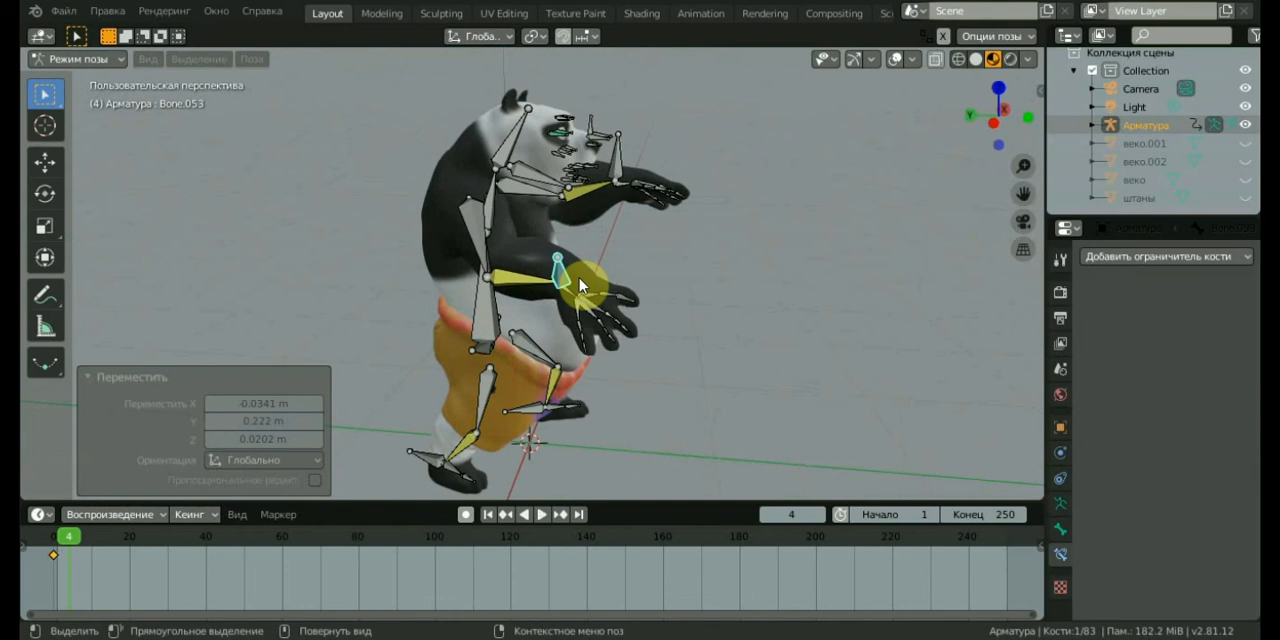 Файл Правка Рендеринг Окно Справка Layout Modeling Sculpting UV Editing Texture Paint Shading Animation Rendering Compositing Sc Scene View Layer
Глоба.. X Опции позы
Режим позы Вид Выделение Поза
Пользовательская перспектива
(4) Арматура : Bone.053
Z
Y
X
Коллекция сцены
Collection
Camera
Light
Арматура
веко.001
веко.002
веко
штаны
Добавить ограничитель кости
Переместить
Переместить X -0.0341 m
Y 0.222 m
Z 0.0202 m
Ориентация Глобально
Пропорциональное редакт.
Воспроизведение Кеинг Вид Маркер 4 Начало 1 Конец 250
0 4 20 40 60 80 100 120 140 160 180 200 220 240
Выделить Прямоугольное выделение Повернуть вид Контекстное меню поз Арматура | Кости:1/83 | Пам.: 182.2 MiB | v2.81.12